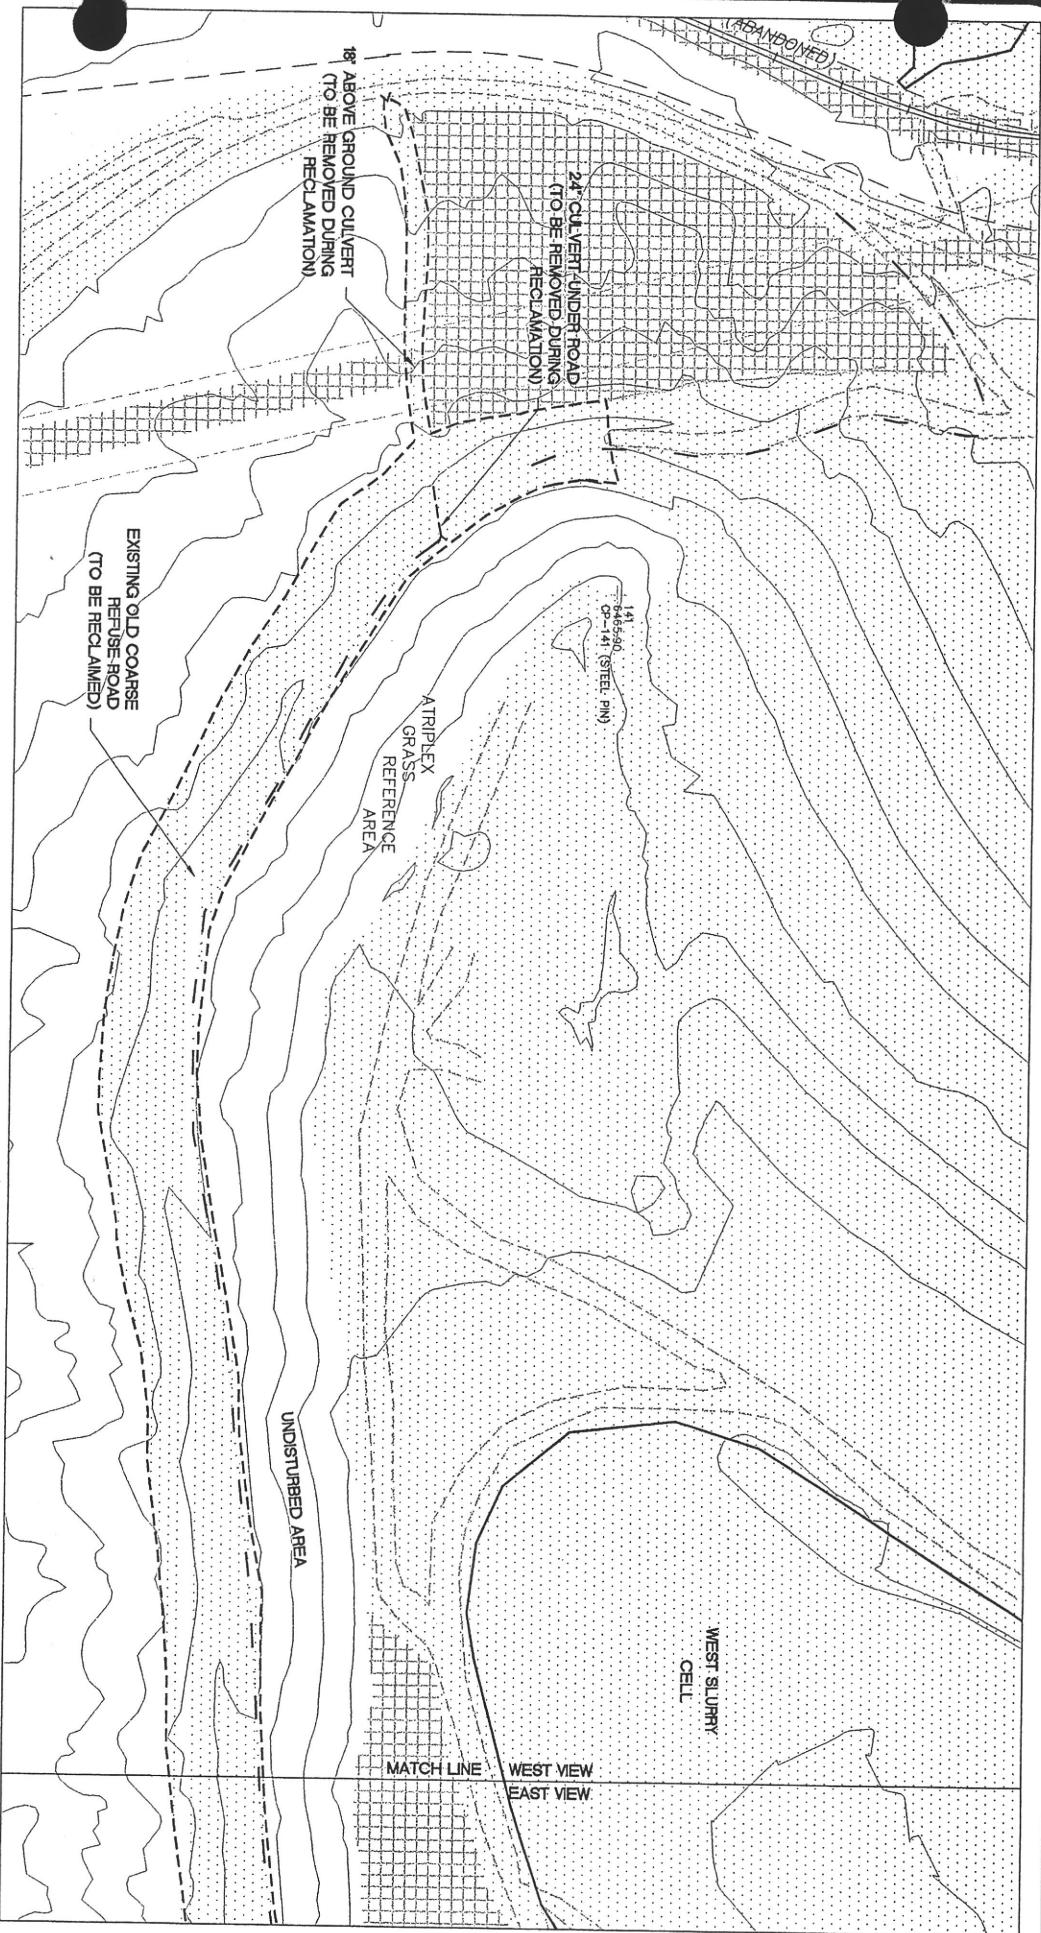 (ABANDONED)
18" ABOVE GROUND CULVERT
(TO BE REMOVED DURING
RECLAMATION)
24" CULVERT UNDER ROAD
(TO BE REMOVED DURING
RECLAMATION)
141
6465.90
CP-141 (STEEL PIN)
EXISTING OLD COARSE
REFUSE ROAD
(TO BE RECLAIMED)
ATRIPLEX
GRASS
REFERENCE
AREA
UNDISTURBED AREA
WEST SLURRY
CELL
MATCH LINE
WEST VIEW
EAST VIEW